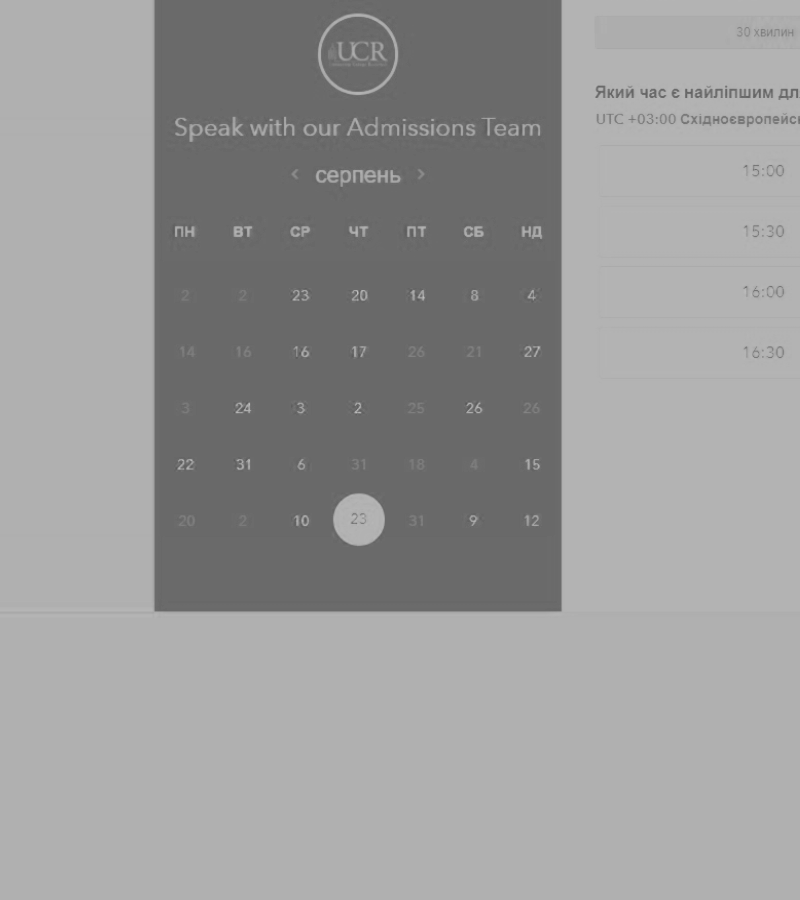 UCR
30 хвилин
Speak with our Admissions Team
Який час є найліпшим дл
UTC +03:00 Східноєвропейсь
< серпень >
ПН ВТ СР ЧТ ПТ СБ НД
2 2 23 20 14 8 4
14 16 16 17 26 21 27
3 24 3 2 25 26 26
22 31 6 31 18 4 15
20 2 10 23 31 9 12
15:00
15:30
16:00
16:30